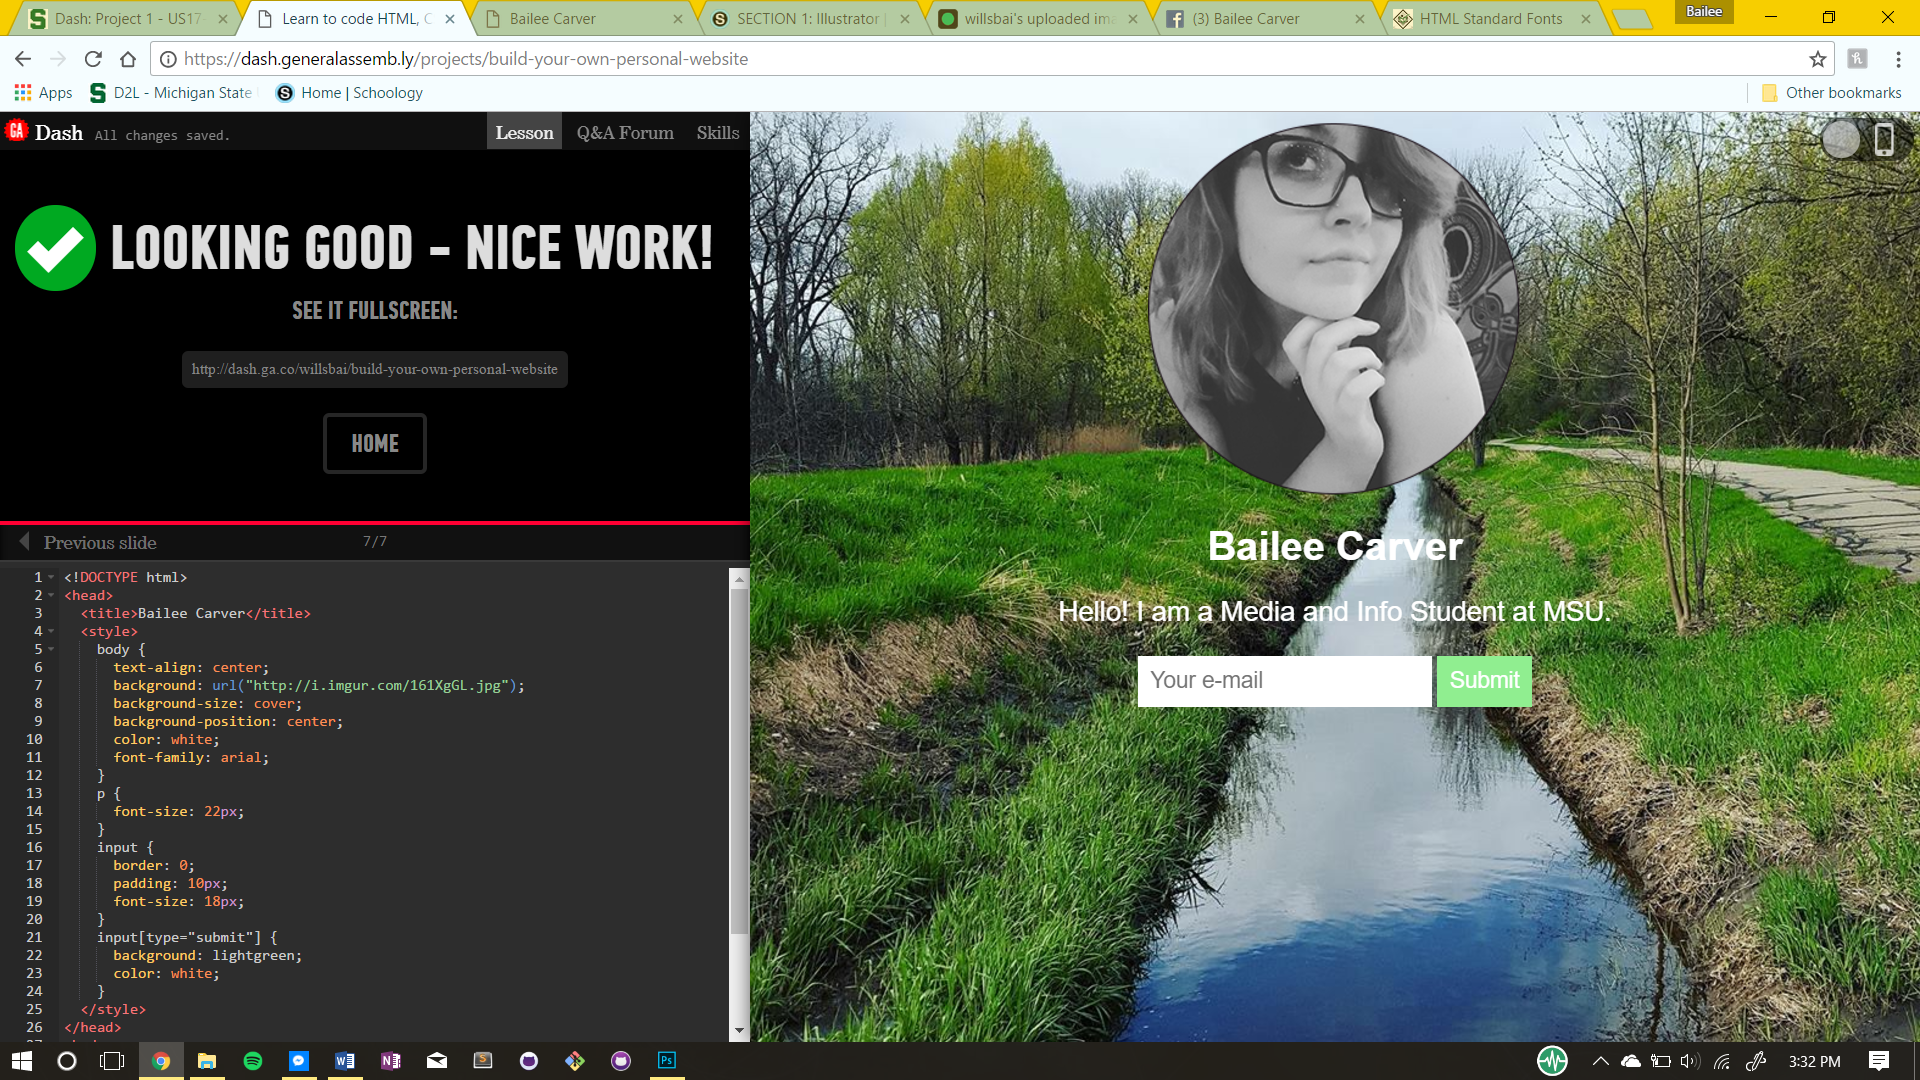 Dash: Project 1 - US17-
Learn to code HTML, C
Bailee Carver
SECTION 1: Illustrator |
willsbai's uploaded ima
(3) Bailee Carver
HTML Standard Fonts
Bailee
https://dash.generalassemb.ly/projects/build-your-own-personal-website
Apps
D2L - Michigan State
Home | Schoology
Other bookmarks
GA
Dash
All changes saved.
Lesson
Q&A Forum
Skills
LOOKING GOOD - NICE WORK!
SEE IT FULLSCREEN:
http://dash.ga.co/willsbai/build-your-own-personal-website
HOME
Previous slide
7/7
1 <!DOCTYPE html>
2 <head>
3 <title>Bailee Carver</title>
4 <style>
5 body {
6 text-align: center;
7 background: url("http://i.imgur.com/161XgGL.jpg");
8 background-size: cover;
9 background-position: center;
10 color: white;
11 font-family: arial;
12 }
13 p {
14 font-size: 22px;
15 }
16 input {
17 border: 0;
18 padding: 10px;
19 font-size: 18px;
20 }
21 input[type="submit"] {
22 background: lightgreen;
23 color: white;
24 }
25 </style>
26 </head>
Bailee Carver
Hello! I am a Media and Info Student at MSU.
Your e-mail
Submit
3:32 PM